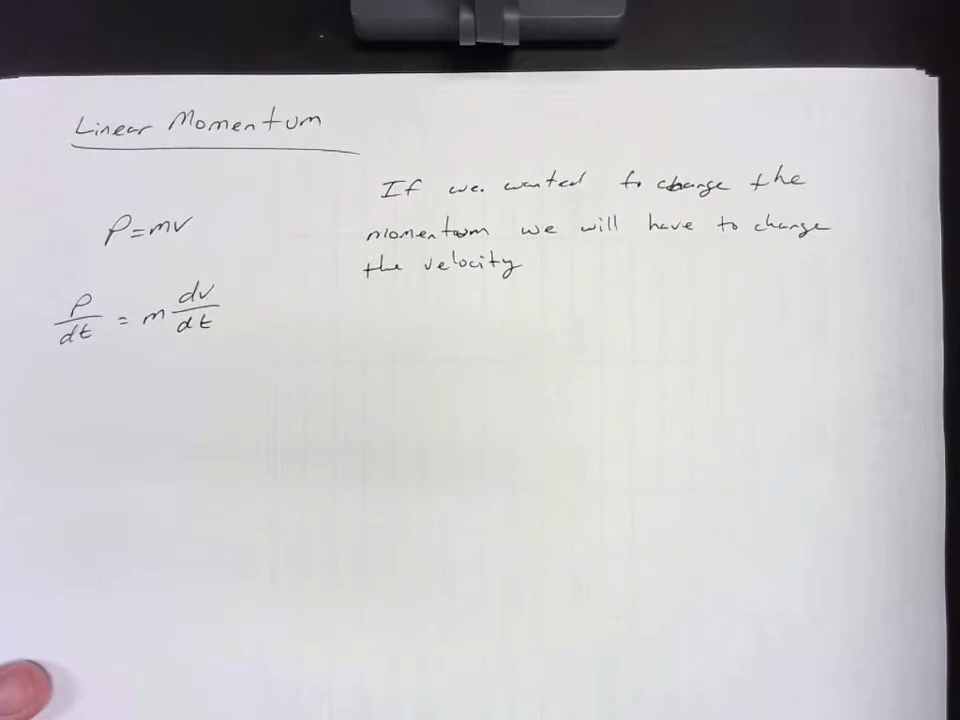 Linear Momentum
If we wanted to change the
momentum we will have to change
the velocity
P=mv
P/dt = m dv/dt